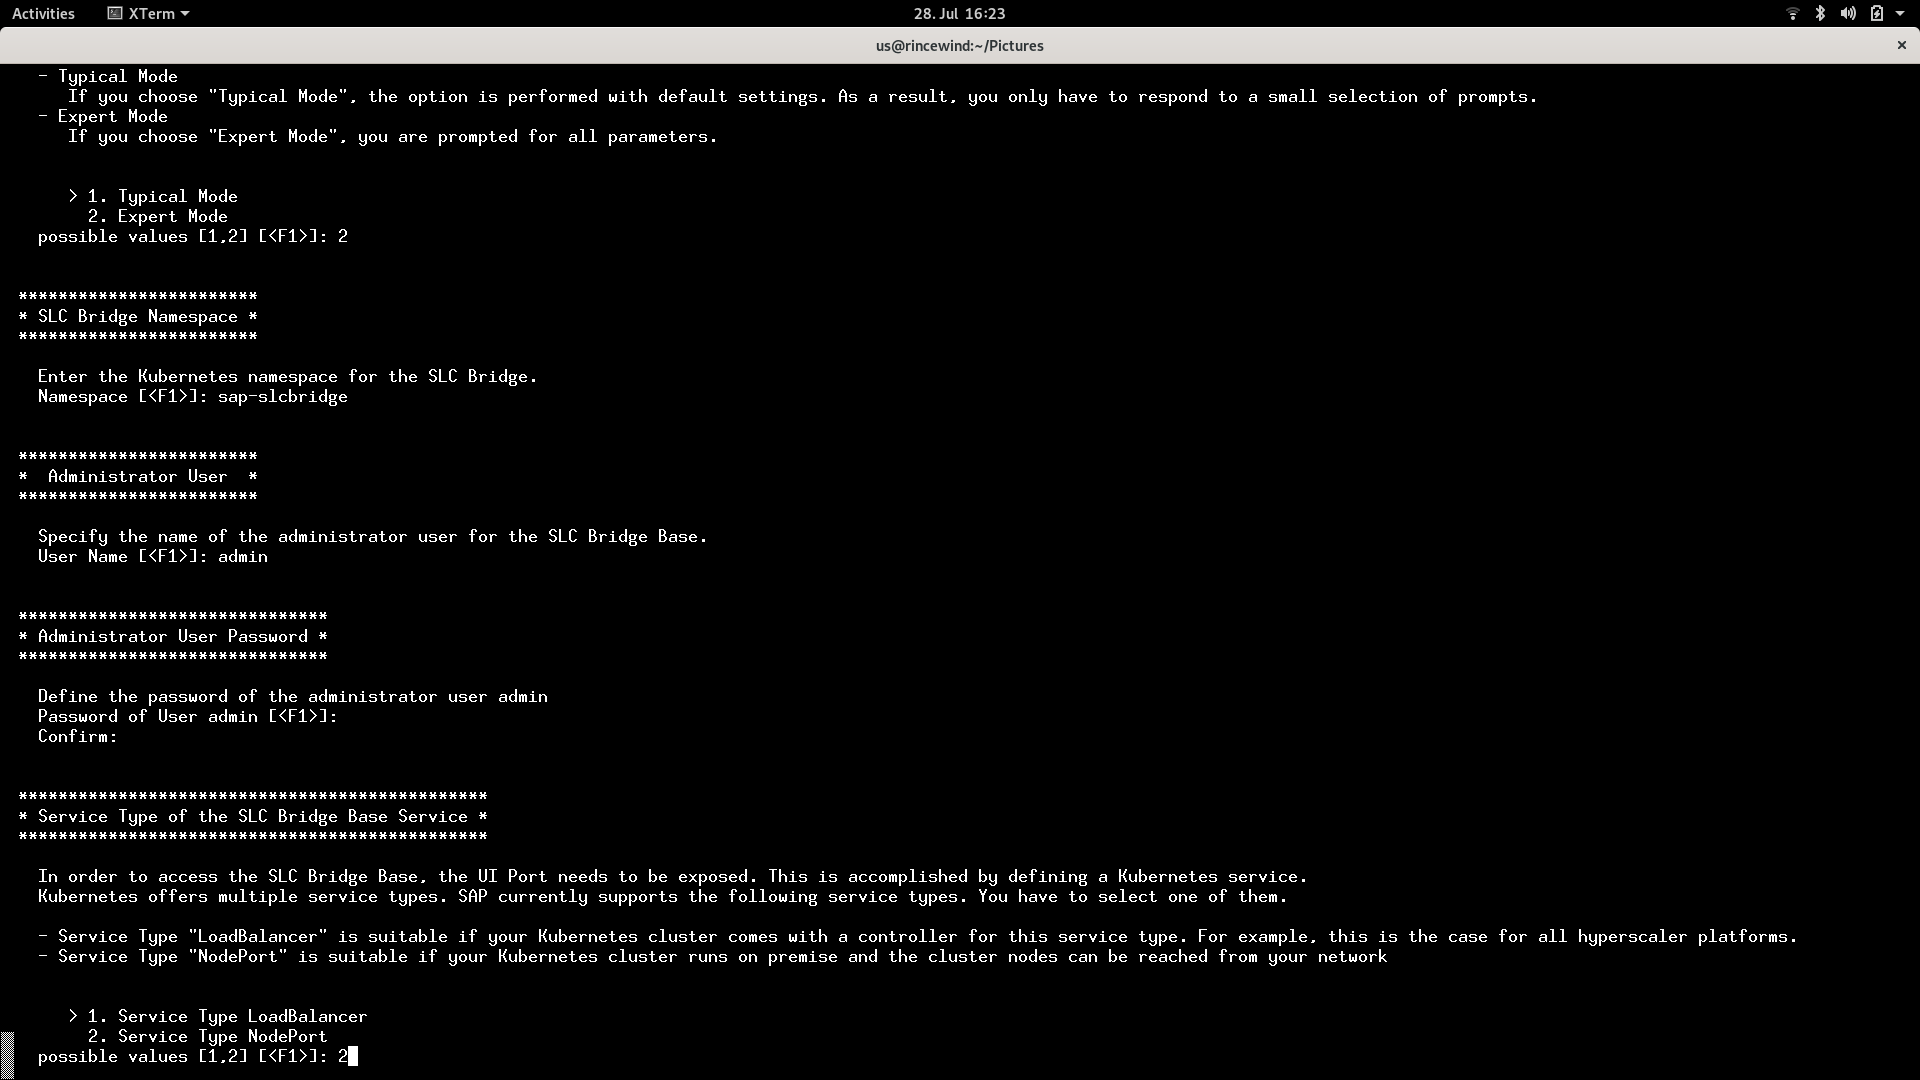 Activities XTerm 28. Jul 16:23
us@rincewind:~/Pictures ×
- Typical Mode
If you choose "Typical Mode", the option is performed with default settings. As a result, you only have to respond to a small selection of prompts.
- Expert Mode
If you choose "Expert Mode", you are prompted for all parameters.
> 1. Typical Mode
2. Expert Mode
possible values [1,2] [<F1>]: 2
************************
* SLC Bridge Namespace *
************************
Enter the Kubernetes namespace for the SLC Bridge.
Namespace [<F1>]: sap-slcbridge
************************
*  Administrator User  *
************************
Specify the name of the administrator user for the SLC Bridge Base.
User Name [<F1>]: admin
*******************************
* Administrator User Password *
*******************************
Define the password of the administrator user admin
Password of User admin [<F1>]:
Confirm:
***********************************************
* Service Type of the SLC Bridge Base Service *
***********************************************
In order to access the SLC Bridge Base, the UI Port needs to be exposed. This is accomplished by defining a Kubernetes service.
Kubernetes offers multiple service types. SAP currently supports the following service types. You have to select one of them.
- Service Type "LoadBalancer" is suitable if your Kubernetes cluster comes with a controller for this service type. For example, this is the case for all hyperscaler platforms.
- Service Type "NodePort" is suitable if your Kubernetes cluster runs on premise and the cluster nodes can be reached from your network
> 1. Service Type LoadBalancer
2. Service Type NodePort
possible values [1,2] [<F1>]: 2